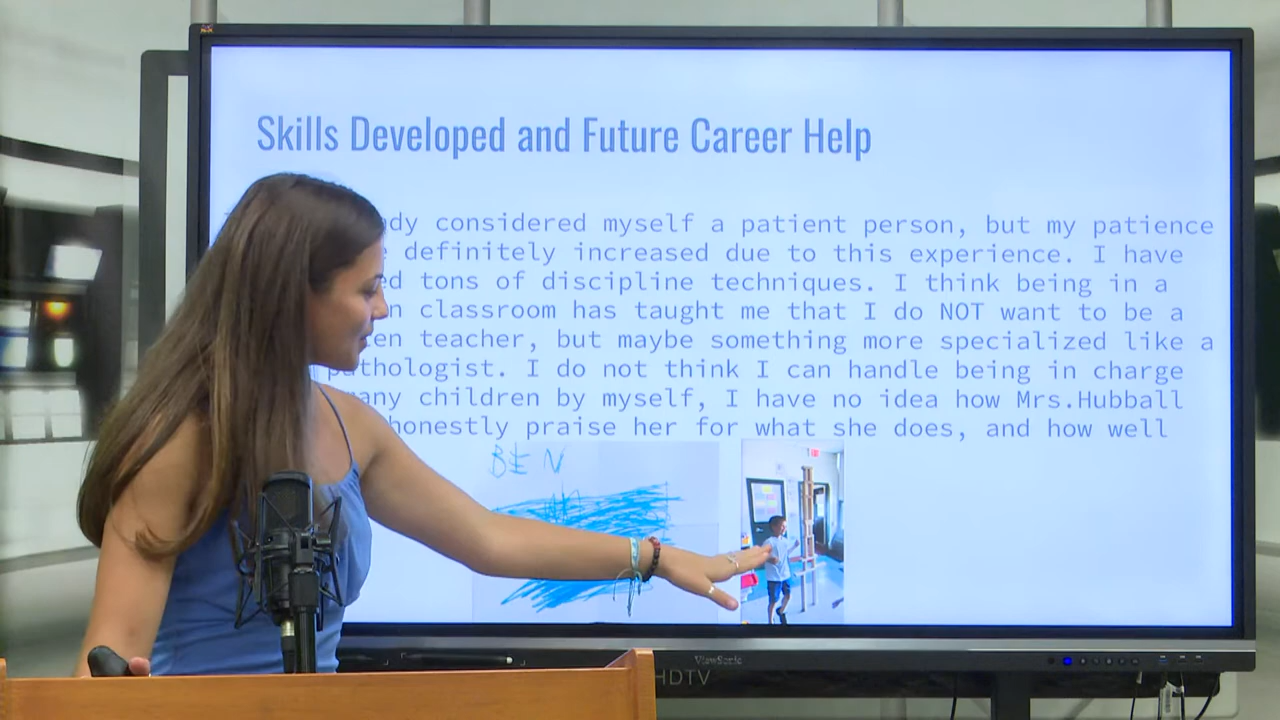 Skills Developed and Future Career Help
dy considered myself a patient person, but my patience
definitely increased due to this experience. I have
d tons of discipline techniques. I think being in a
n classroom has taught me that I do NOT want to be a
en teacher, but maybe something more specialized like a
pathologist. I do not think I can handle being in charge
many children by myself, I have no idea how Mrs.Hubball
honestly praise her for what she does, and how well
BEN
ViewSonic
HDTV